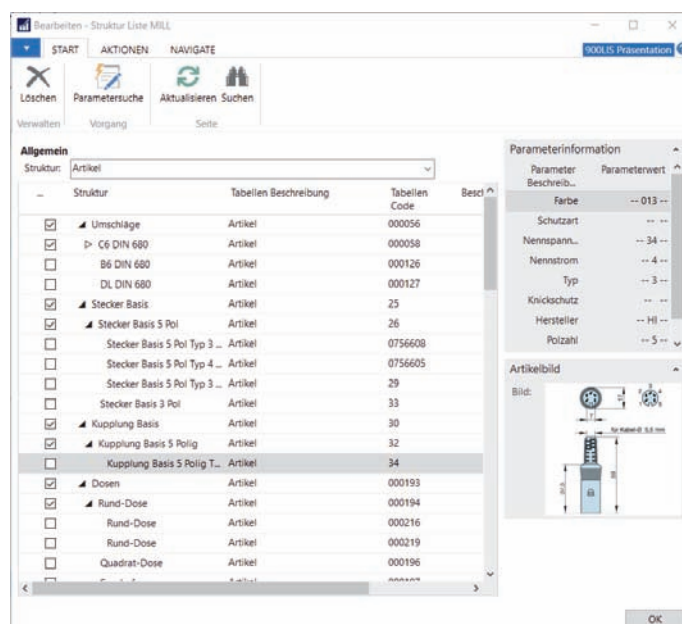 Bearbeiten - Struktur Liste MILL
START AKTIONEN NAVIGATE 900LIS Präsentation
Löschen Parametersuche Aktualisieren Suchen
Verwalten Vorgang Seite
Allgemein
Struktur: Artikel
Struktur Tabellen Beschreibung Tabellen Code Besch
Umschläge Artikel 000056
C6 DIN 680 Artikel 000058
B6 DIN 680 Artikel 000126
DL DIN 680 Artikel 000127
Stecker Basis Artikel 25
Stecker Basis 5 Pol Artikel 26
Stecker Basis 5 Pol Typ 3 ... Artikel 0756608
Stecker Basis 5 Pol Typ 4 ... Artikel 0756605
Stecker Basis 5 Pol Typ 3 ... Artikel 29
Stecker Basis 3 Pol Artikel 33
Kupplung Basis Artikel 30
Kupplung Basis 5 Polig Artikel 32
Kupplung Basis 5 Polig T... Artikel 34
Dosen Artikel 000193
Rund-Dose Artikel 000194
Rund-Dose Artikel 000216
Rund-Dose Artikel 000219
Quadrat-Dose Artikel 000196
Parameterinformation
Parameter Beschreib... Parameterwert
Farbe -- 013 --
Schutzart -- --
Nennspann... -- 34 --
Nennstrom -- 4 --
Typ -- 3 --
Knickschutz -- --
Hersteller -- HI --
Polzahl -- 5 --
Artikelbild
Bild:
für Kabel-Ø
OK